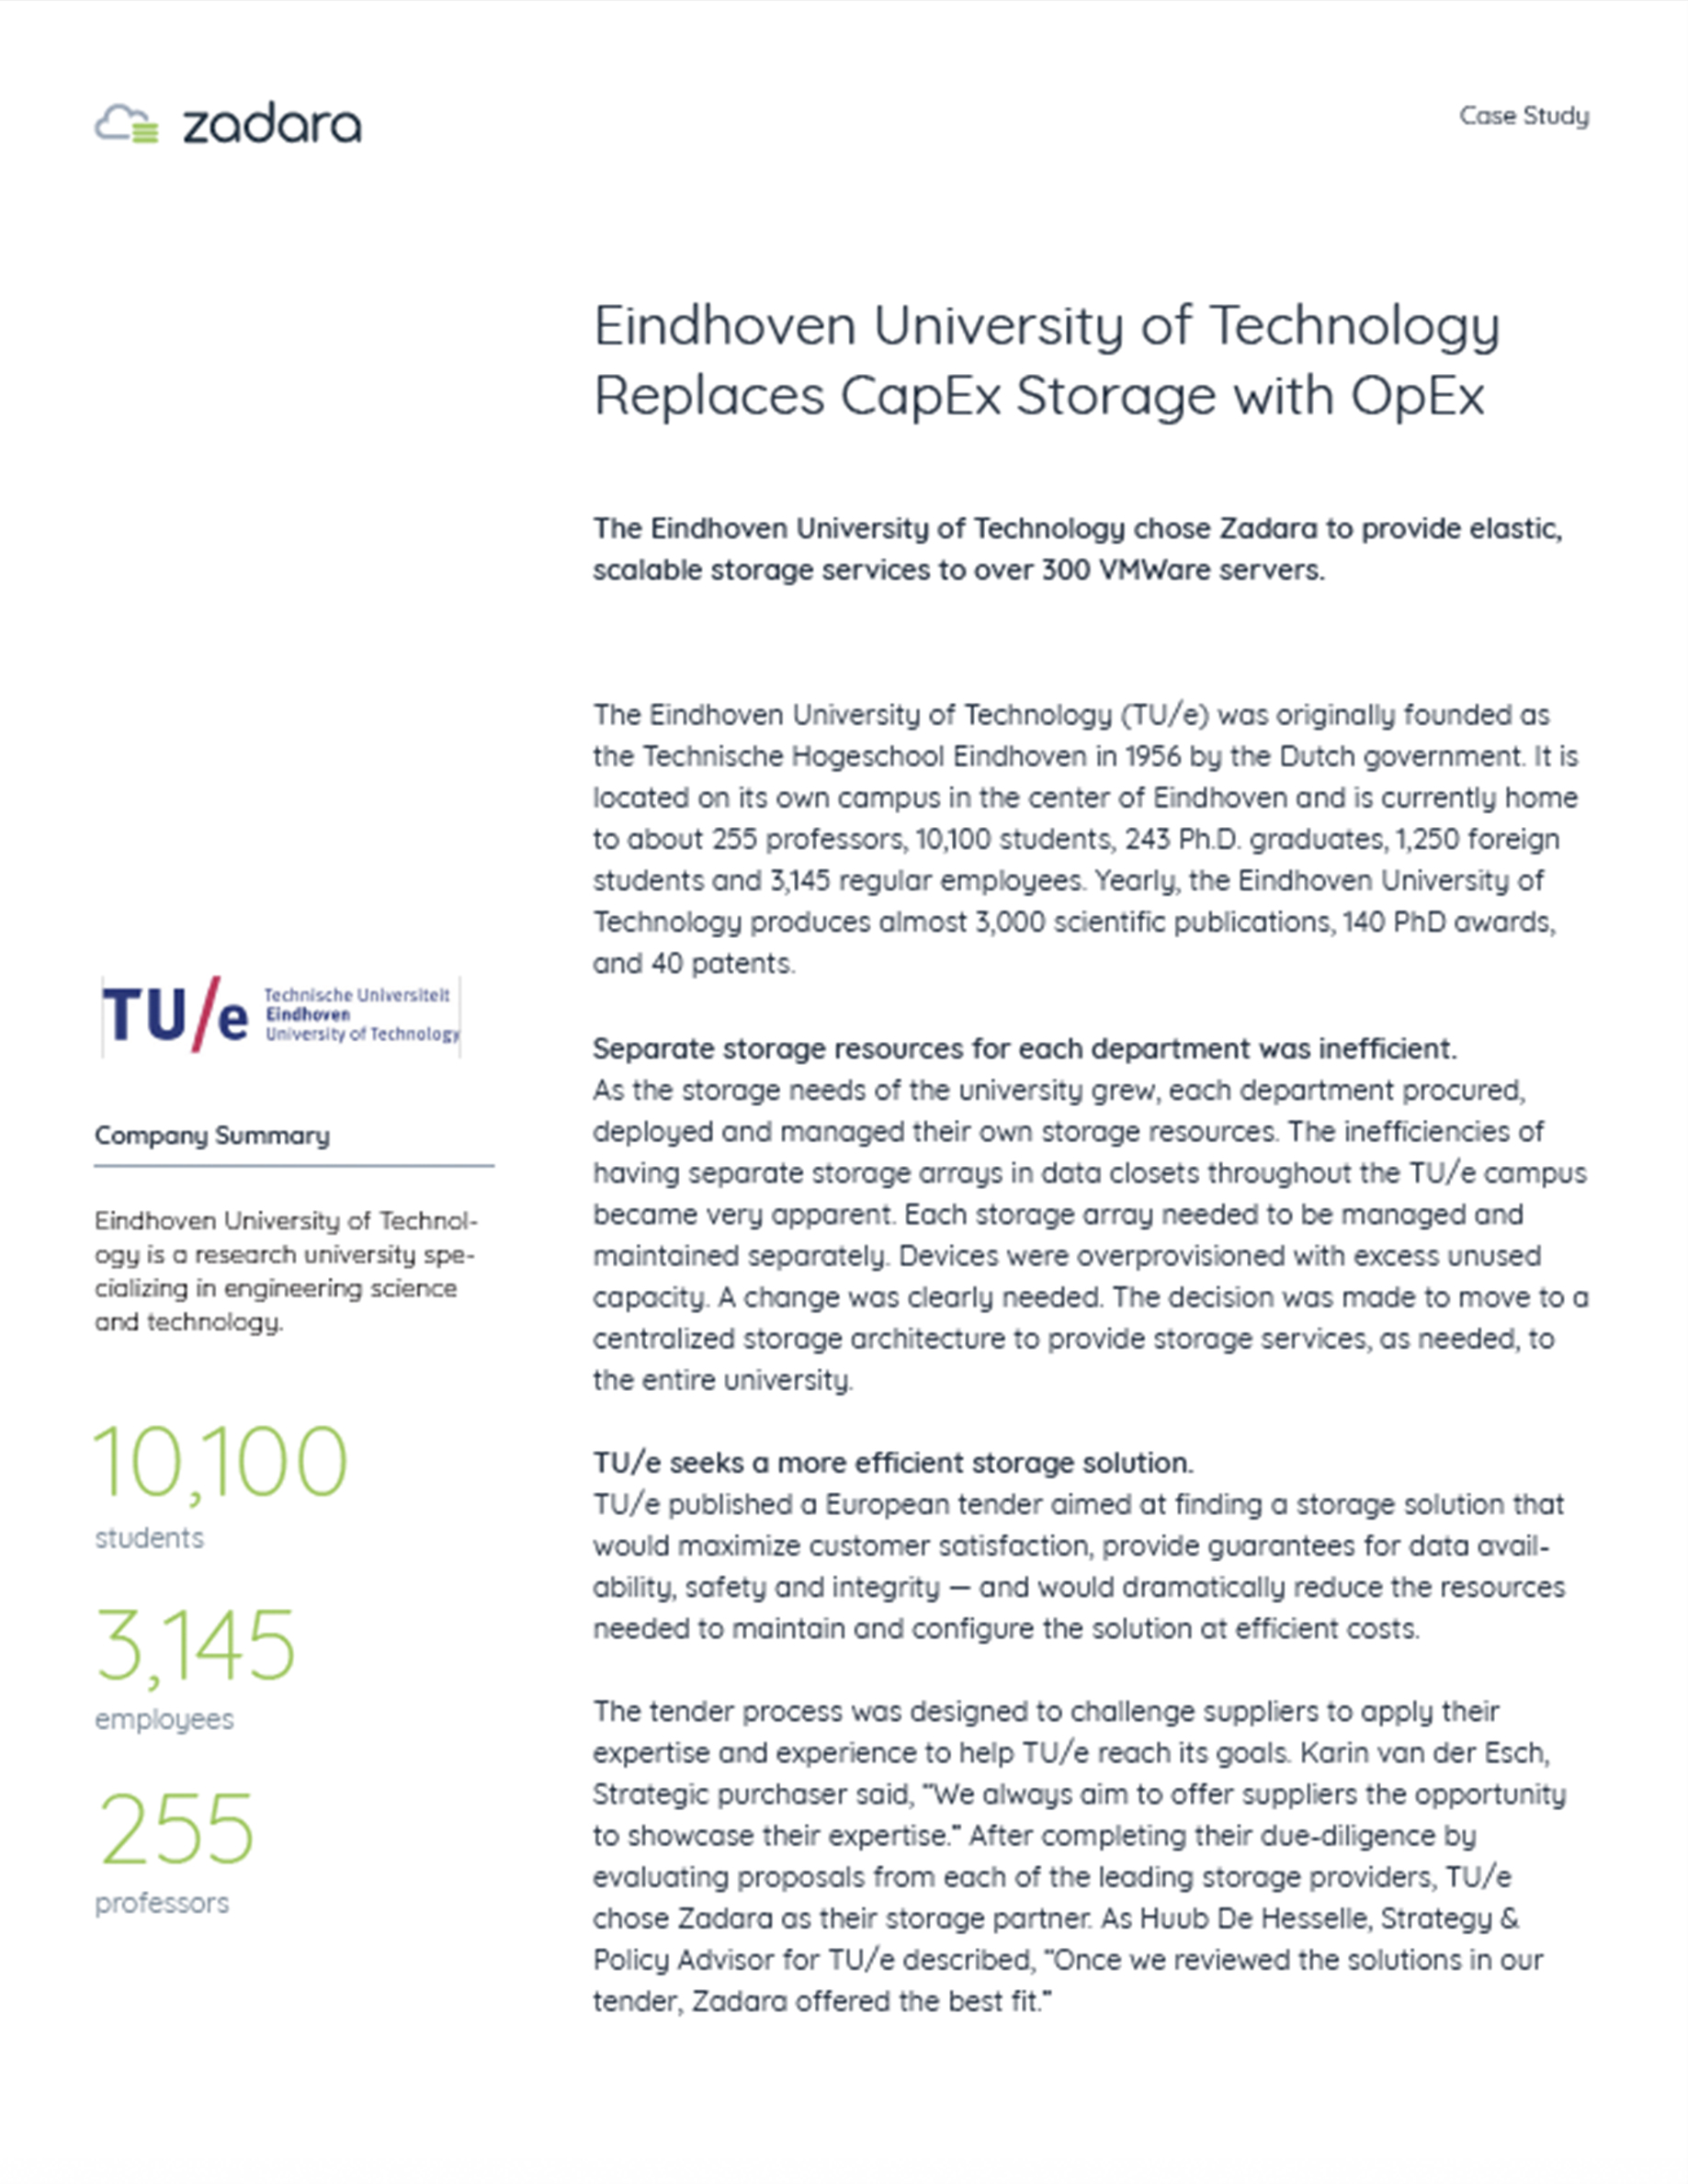 zadara
Case Study
Eindhoven University of Technology
Replaces CapEx Storage with OpEx
The Eindhoven University of Technology chose Zadara to provide elastic,
scalable storage services to over 300 VMWare servers.
The Eindhoven University of Technology (TU/e) was originally founded as
the Technische Hogeschool Eindhoven in 1956 by the Dutch government. It is
located on its own campus in the center of Eindhoven and is currently home
to about 255 professors, 10,100 students, 243 Ph.D. graduates, 1,250 foreign
students and 3,145 regular employees. Yearly, the Eindhoven University of
Technology produces almost 3,000 scientific publications, 140 PhD awards,
and 40 patents.
TU/e
Technische Universiteit
Eindhoven
University of Technology
Company Summary
Eindhoven University of Technol-
ogy is a research university spe-
cializing in engineering science
and technology.
10,100
students
3,145
employees
255
professors
Separate storage resources for each department was inefficient.
As the storage needs of the university grew, each department procured,
deployed and managed their own storage resources. The inefficiencies of
having separate storage arrays in data closets throughout the TU/e campus
became very apparent. Each storage array needed to be managed and
maintained separately. Devices were overprovisioned with excess unused
capacity. A change was clearly needed. The decision was made to move to a
centralized storage architecture to provide storage services, as needed, to
the entire university.
TU/e seeks a more efficient storage solution.
TU/e published a European tender aimed at finding a storage solution that
would maximize customer satisfaction, provide guarantees for data avail-
ability, safety and integrity — and would dramatically reduce the resources
needed to maintain and configure the solution at efficient costs.
The tender process was designed to challenge suppliers to apply their
expertise and experience to help TU/e reach its goals. Karin van der Esch,
Strategic purchaser said, "We always aim to offer suppliers the opportunity
to showcase their expertise." After completing their due-diligence by
evaluating proposals from each of the leading storage providers, TU/e
chose Zadara as their storage partner. As Huub De Hesselle, Strategy &
Policy Advisor for TU/e described, "Once we reviewed the solutions in our
tender, Zadara offered the best fit."